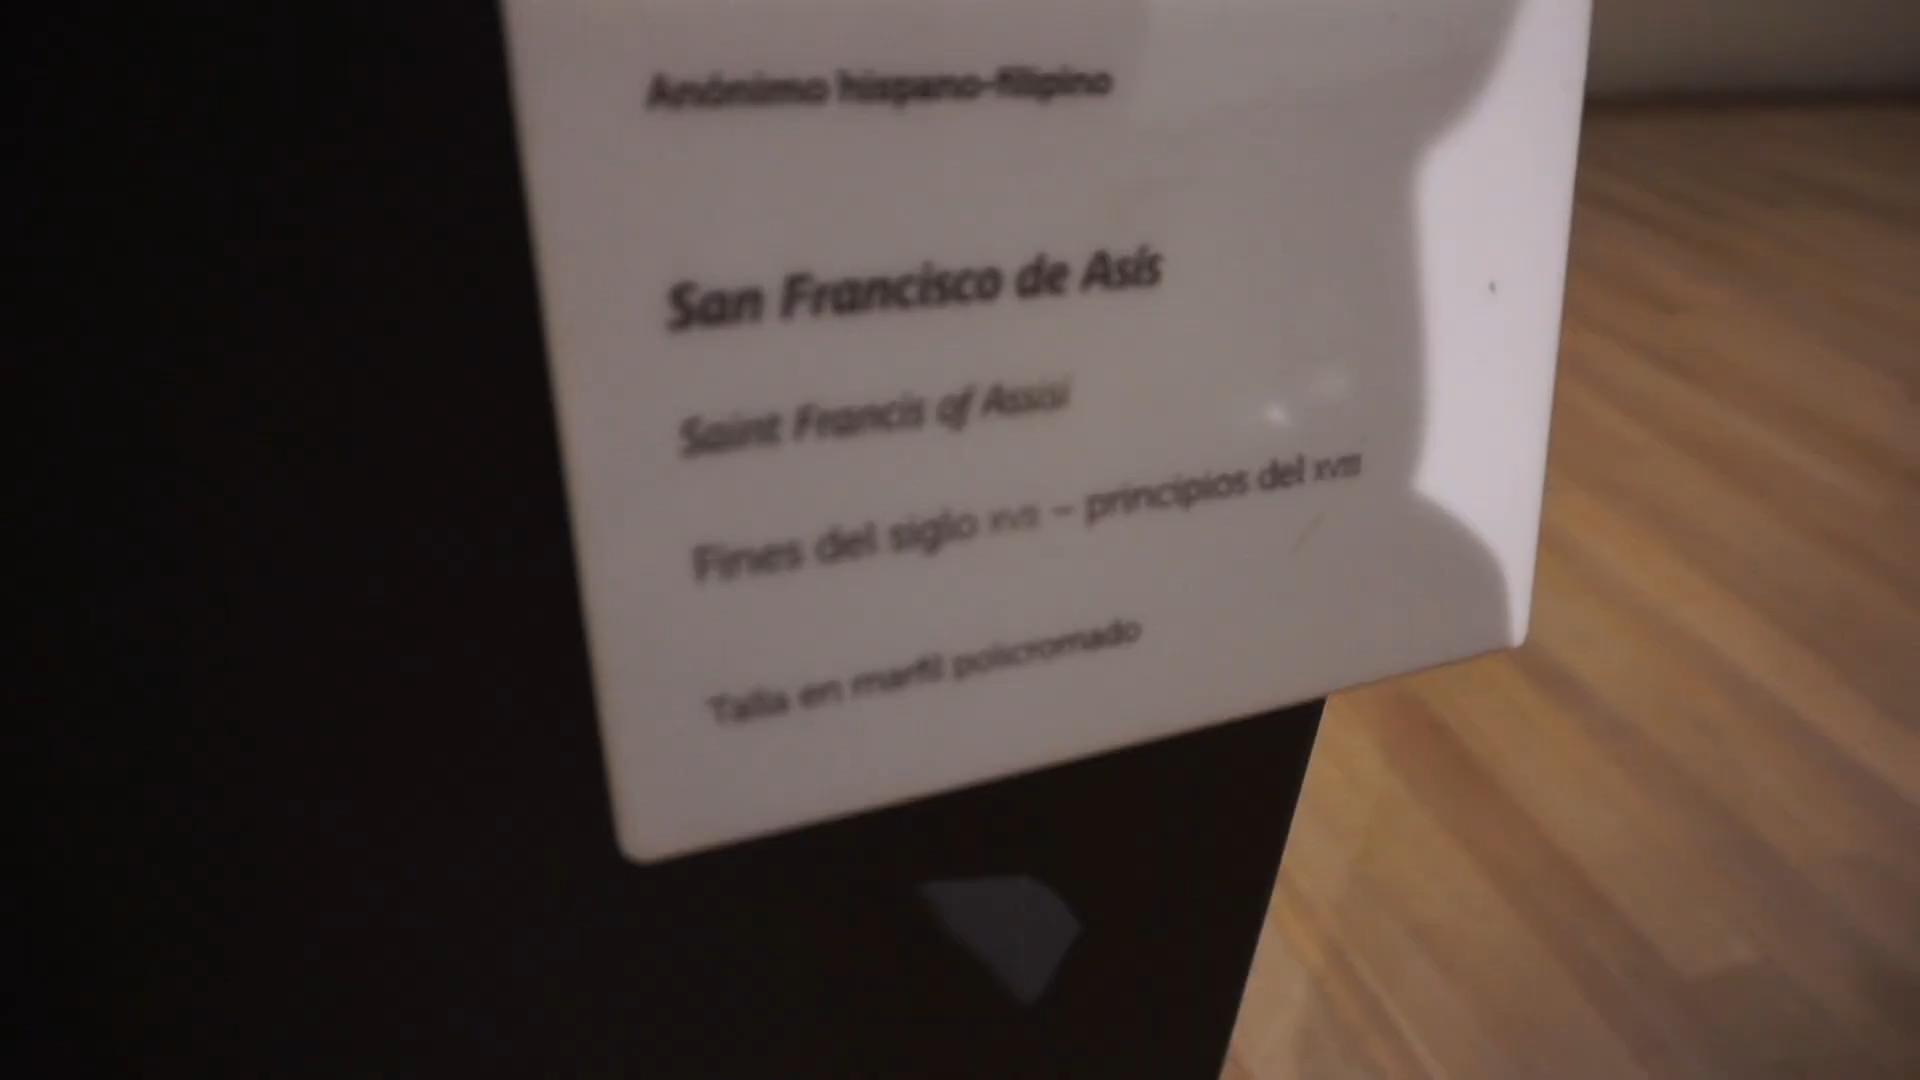 Anónimo hispano-filipino
San Francisco de Asís
Saint Francis of Assisi
Fines del siglo XVII – principios del XVIII
Talla en marfil policromado